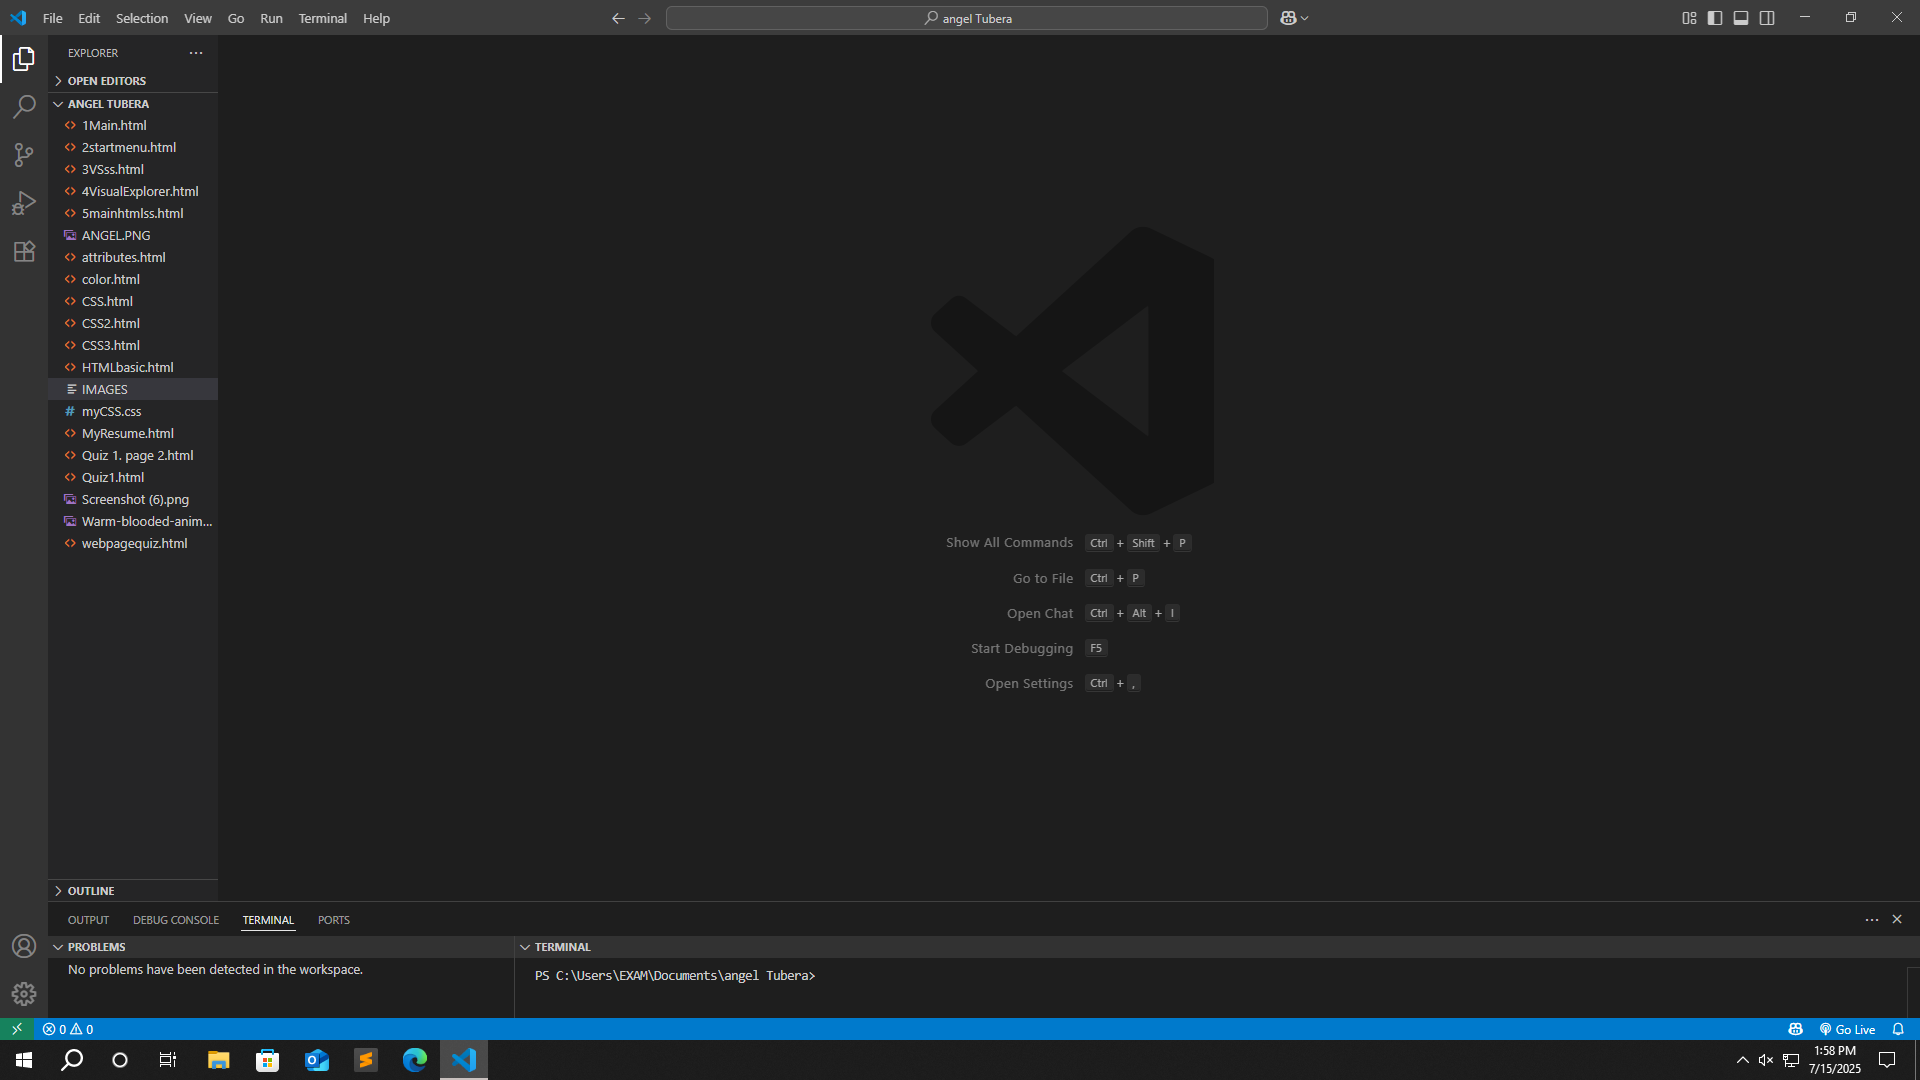 File Edit Selection View Go Run Terminal Help
angel Tubera
EXPLORER
OPEN EDITORS
ANGEL TUBERA
1Main.html
2startmenu.html
3VSss.html
4VisualExplorer.html
5mainhtmlss.html
ANGEL.PNG
attributes.html
color.html
CSS.html
CSS2.html
CSS3.html
HTMLbasic.html
IMAGES
myCSS.css
MyResume.html
Quiz 1. page 2.html
Quiz1.html
Screenshot (6).png
Warm-blooded-anim...
webpagequiz.html
Show All Commands Ctrl + Shift + P
Go to File Ctrl + P
Open Chat Ctrl + Alt + I
Start Debugging F5
Open Settings Ctrl + ,
OUTLINE
OUTPUT DEBUG CONSOLE TERMINAL PORTS
PROBLEMS
No problems have been detected in the workspace.
TERMINAL
PS C:\Users\EXAM\Documents\angel Tubera>
0 0
Go Live
1:58 PM
7/15/2025